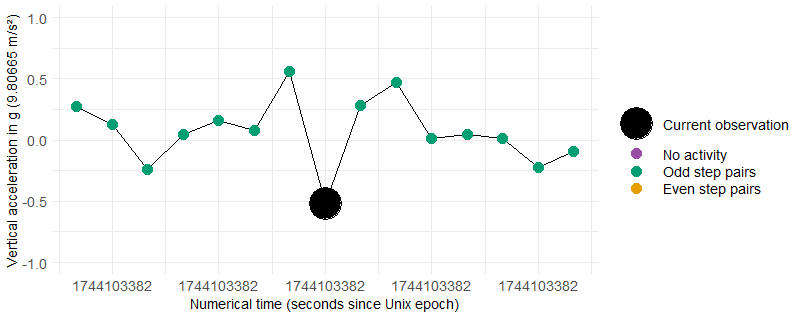 1.0
0.5
0.0
-0.5
-1.0
Vertical acceleration in g (9.80665 m/s²)
1744103382 1744103382 1744103382 1744103382 1744103382
Numerical time (seconds since Unix epoch)
Current observation
No activity
Odd step pairs
Even step pairs